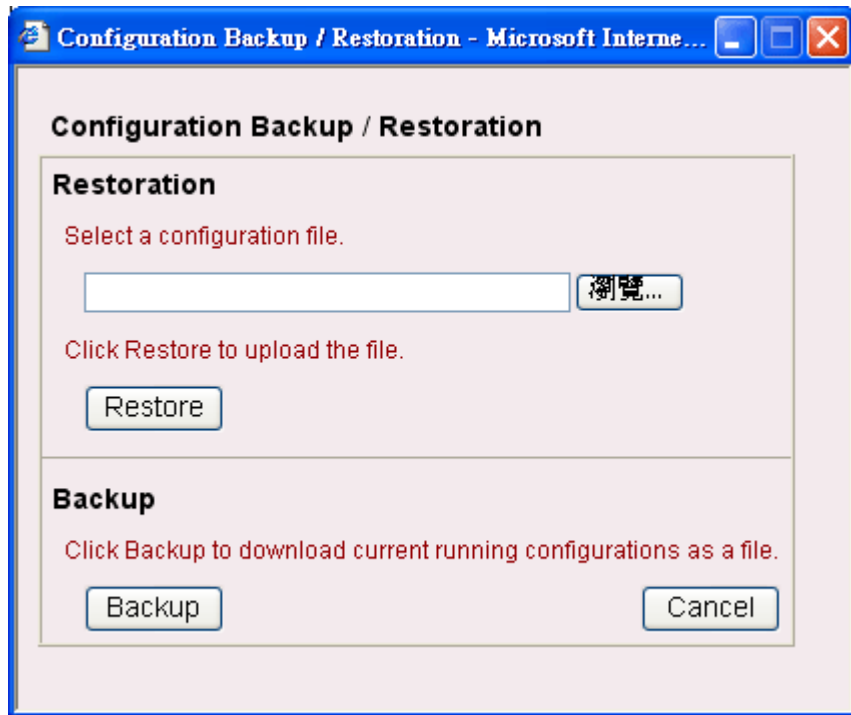 Configuration Backup / Restoration - Microsoft Interne...
Configuration Backup / Restoration
Restoration
Select a configuration file.
瀏覽...
Click Restore to upload the file.
Restore
Backup
Click Backup to download current running configurations as a file.
Backup
Cancel